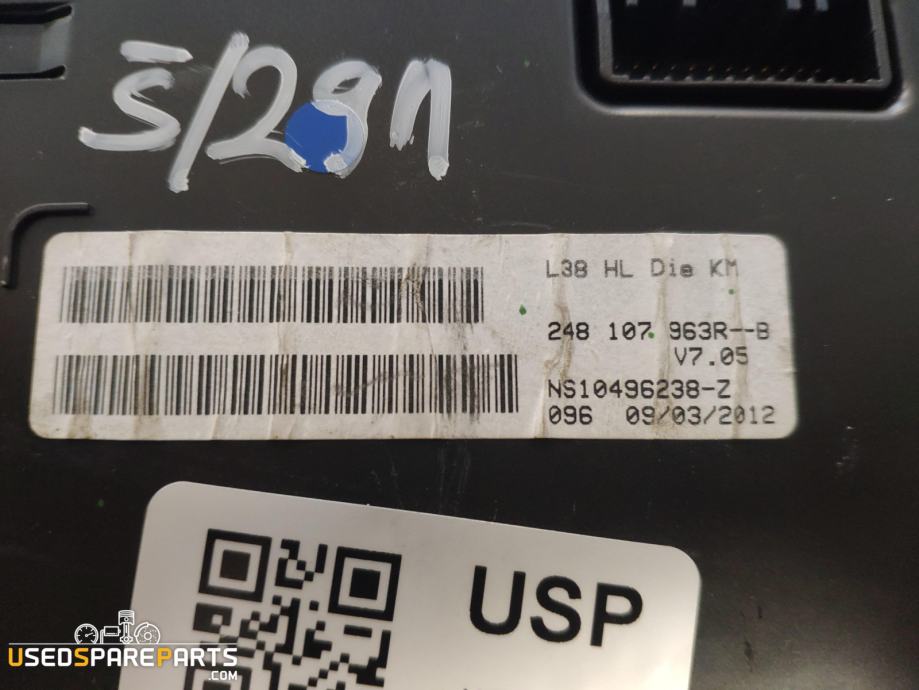 S/291
L38 HL Die KM
248 107 963R--B
V7.05
NS10496238-Z
096 09/03/2012
USP
USEDSPAREPARTS
.COM